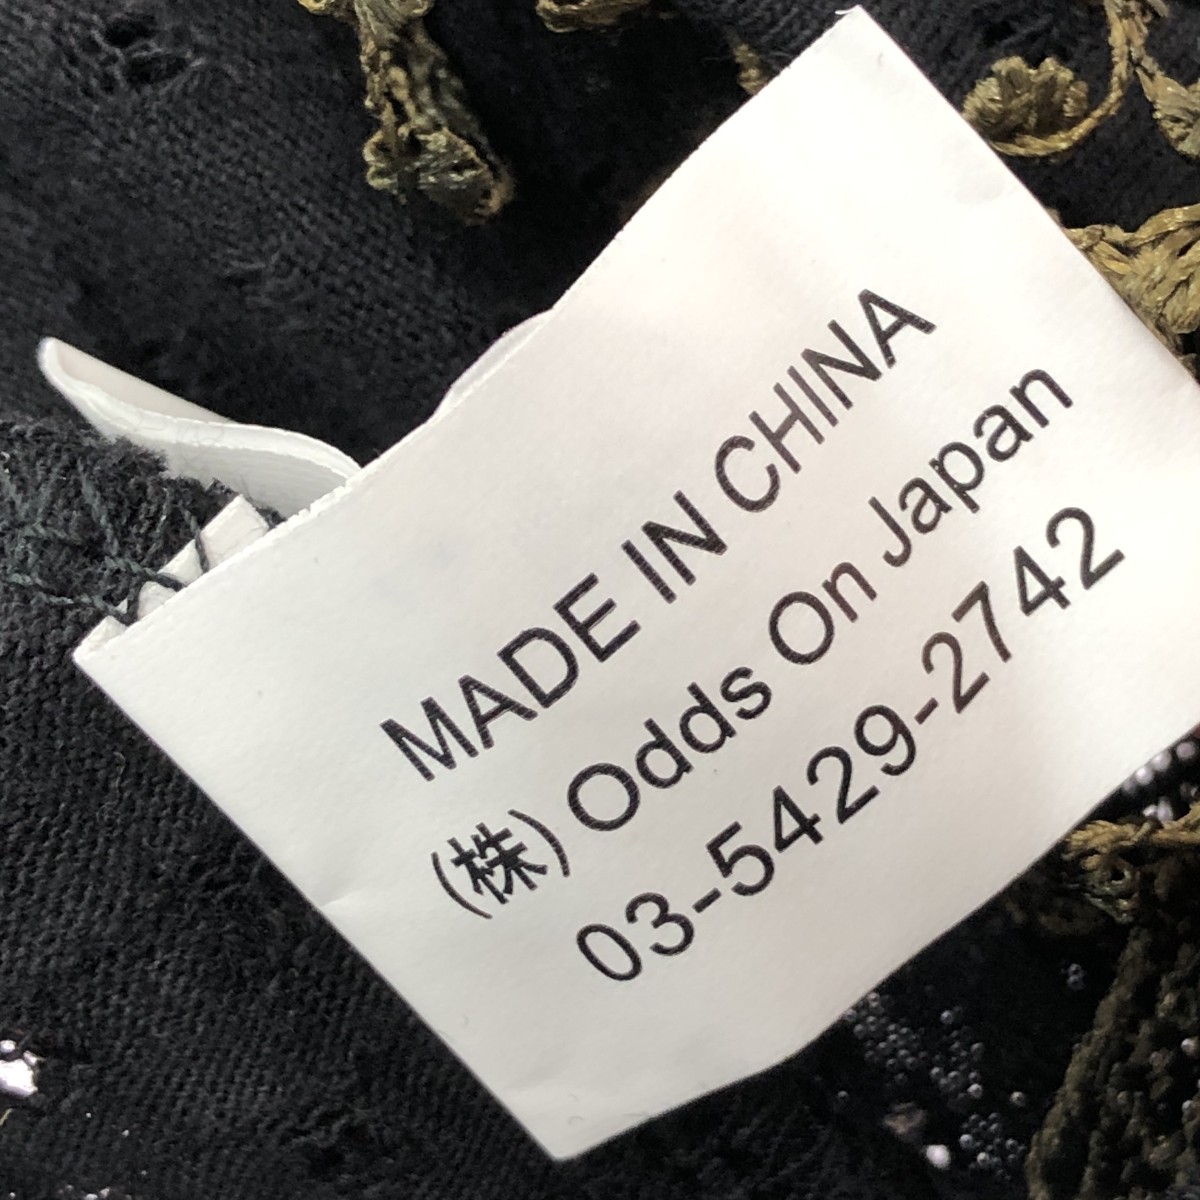 MADE IN CHINA
(株) Odds On Japan
03-5429-2742